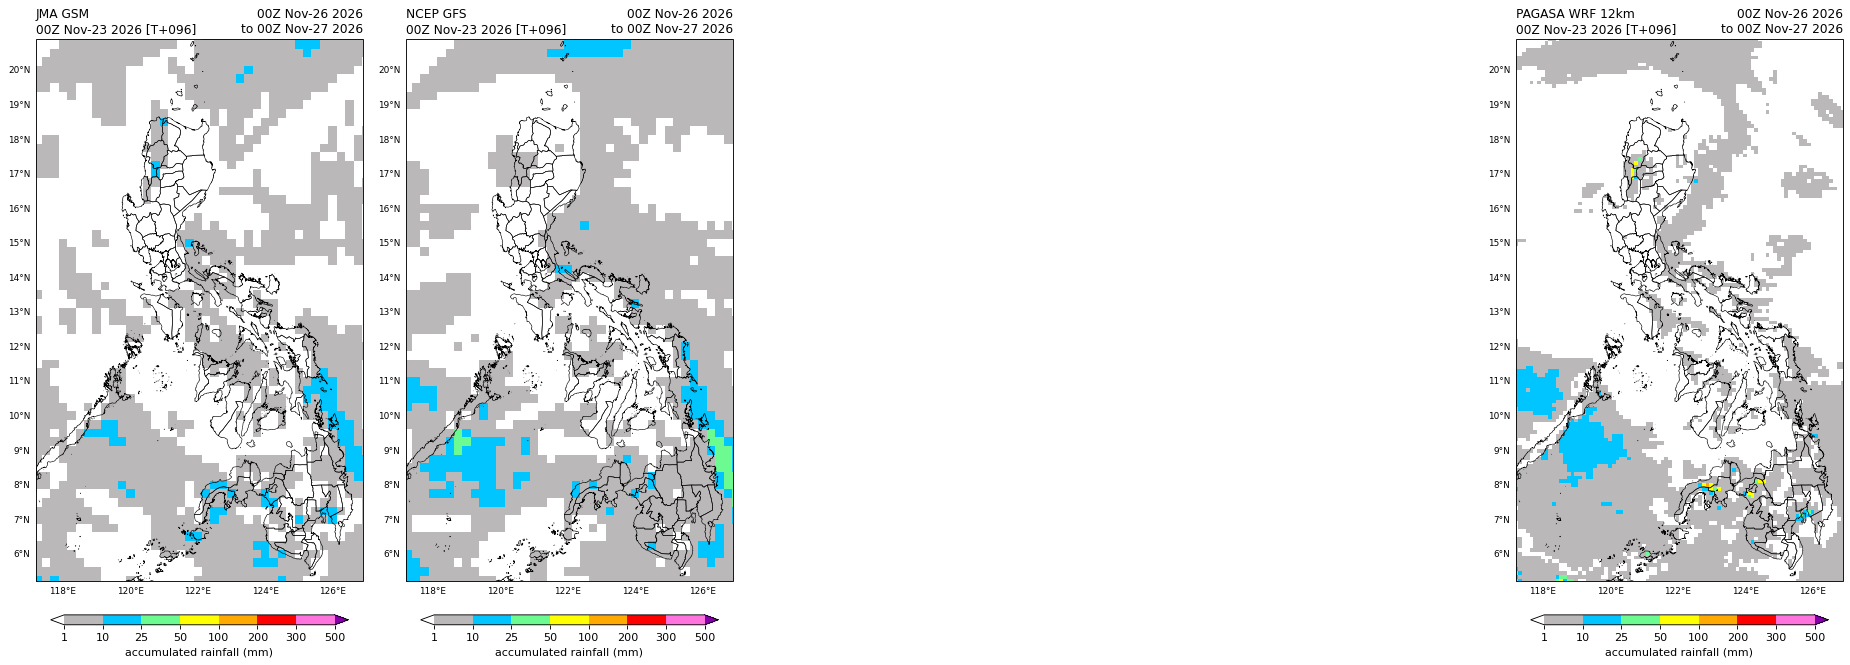 JMA GSM 00Z Nov-26 2026
00Z Nov-23 2026 [T+096] to 00Z Nov-27 2026
20°N
19°N
18°N
17°N
16°N
15°N
14°N
13°N
12°N
11°N
10°N
9°N
8°N
7°N
6°N
118°E 120°E 122°E 124°E 126°E
1 10 25 50 100 200 300 500
accumulated rainfall (mm)
NCEP GFS 00Z Nov-26 2026
00Z Nov-23 2026 [T+096] to 00Z Nov-27 2026
20°N
19°N
18°N
17°N
16°N
15°N
14°N
13°N
12°N
11°N
10°N
9°N
8°N
7°N
6°N
118°E 120°E 122°E 124°E 126°E
1 10 25 50 100 200 300 500
accumulated rainfall (mm)
PAGASA WRF 12km 00Z Nov-26 2026
00Z Nov-23 2026 [T+096] to 00Z Nov-27 2026
20°N
19°N
18°N
17°N
16°N
15°N
14°N
13°N
12°N
11°N
10°N
9°N
8°N
7°N
6°N
118°E 120°E 122°E 124°E 126°E
1 10 25 50 100 200 300 500
accumulated rainfall (mm)